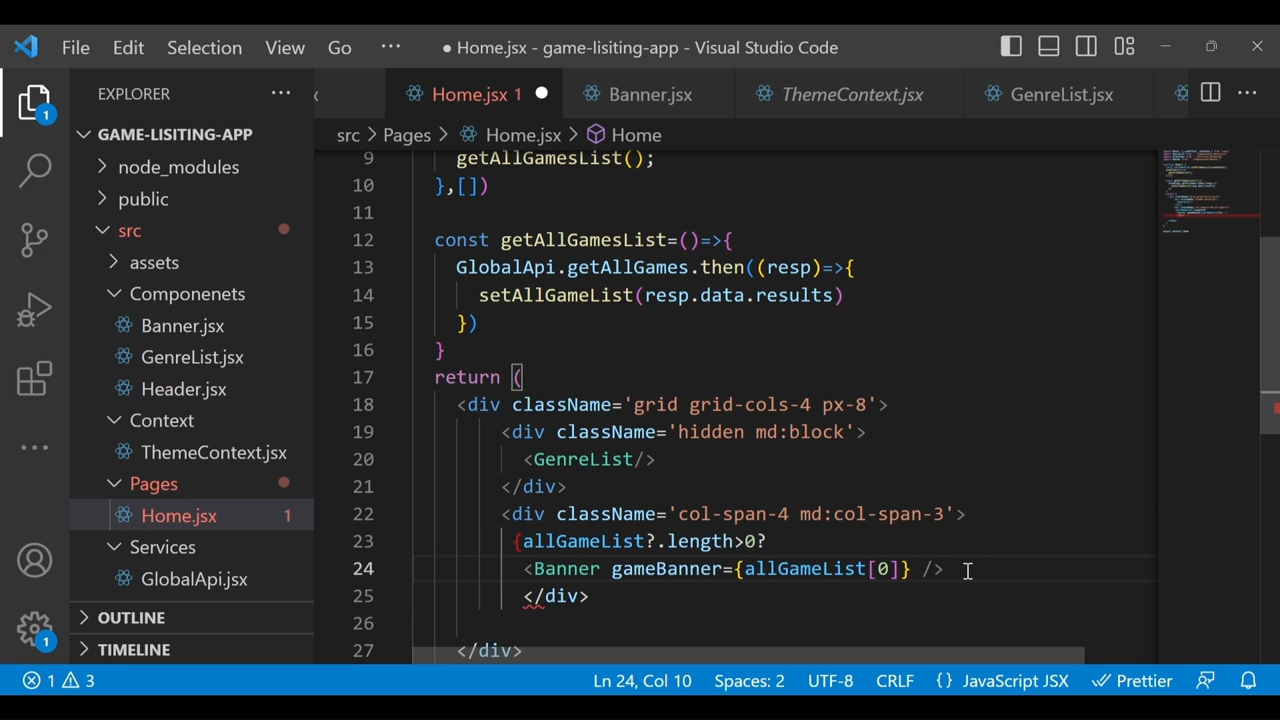 File Edit Selection View Go ··· ● Home.jsx - game-lisiting-app - Visual Studio Code
EXPLORER ···
Home.jsx 1 ● Banner.jsx ThemeContext.jsx GenreList.jsx ···
src > Pages > Home.jsx > Home
GAME-LISITING-APP
node_modules
public
src
assets
Componenets
Banner.jsx
GenreList.jsx
Header.jsx
Context
ThemeContext.jsx
Pages
Home.jsx 1
Services
GlobalApi.jsx
OUTLINE
TIMELINE
1
1
9 getAllGamesList();
10 },[])
11
12 const getAllGamesList=()=>{
13 GlobalApi.getAllGames.then((resp)=>{
14 setAllGameList(resp.data.results)
15 })
16 }
17 return (
18 <div className='grid grid-cols-4 px-8'>
19 <div className='hidden md:block'>
20 <GenreList/>
21 </div>
22 <div className='col-span-4 md:col-span-3'>
23 {allGameList?.length>0?
24 <Banner gameBanner={allGameList[0]} />
25 </div>
26
27 </div>
1 3 Ln 24, Col 10 Spaces: 2 UTF-8 CRLF {} JavaScript JSX Prettier